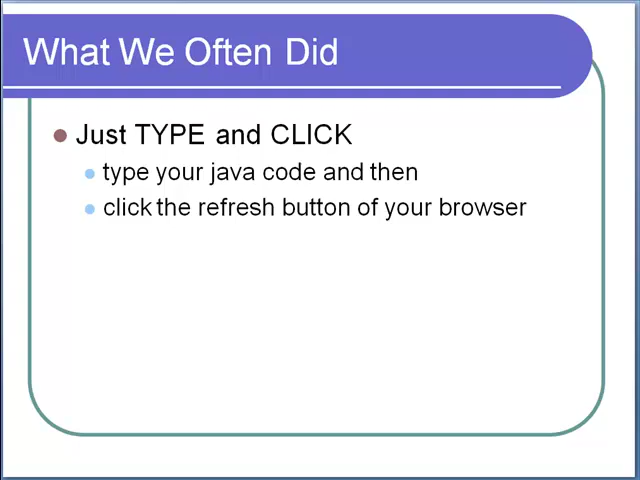 What We Often Did
Just TYPE and CLICK
type your java code and then
click the refresh button of your browser